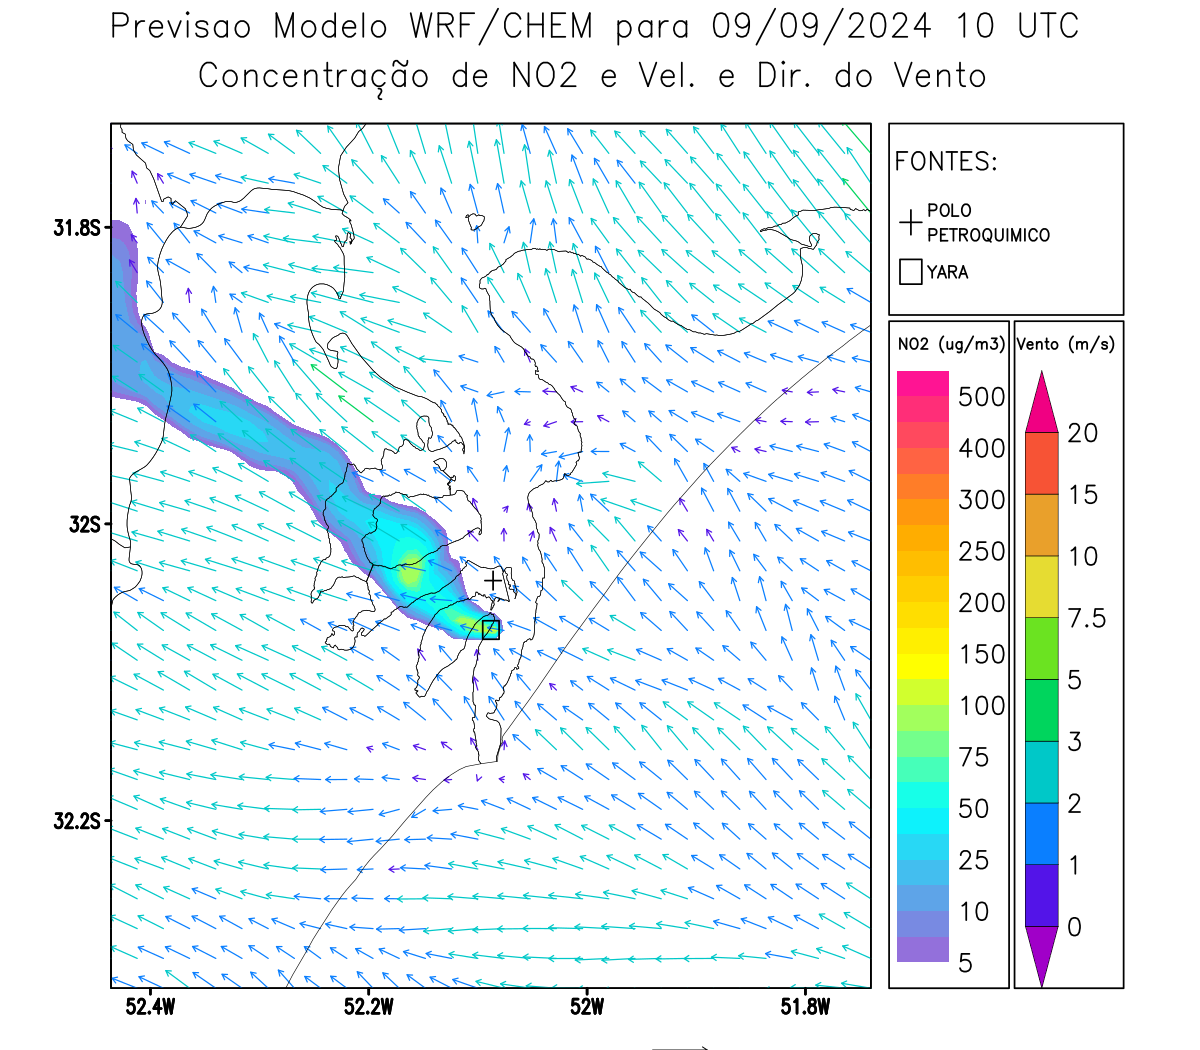 Previsao Modelo WRF/CHEM para 09/09/2024 10 UTC
Concentração de NO2 e Vel. e Dir. do Vento
FONTES:
POLO
PETROQUIMICO
YARA
NO2 (ug/m3)
500
400
300
250
200
150
100
75
50
25
10
5
Vento (m/s)
20
15
10
7.5
5
3
2
1
0
31.8S
32S
32.2S
52.4W
52.2W
52W
51.8W